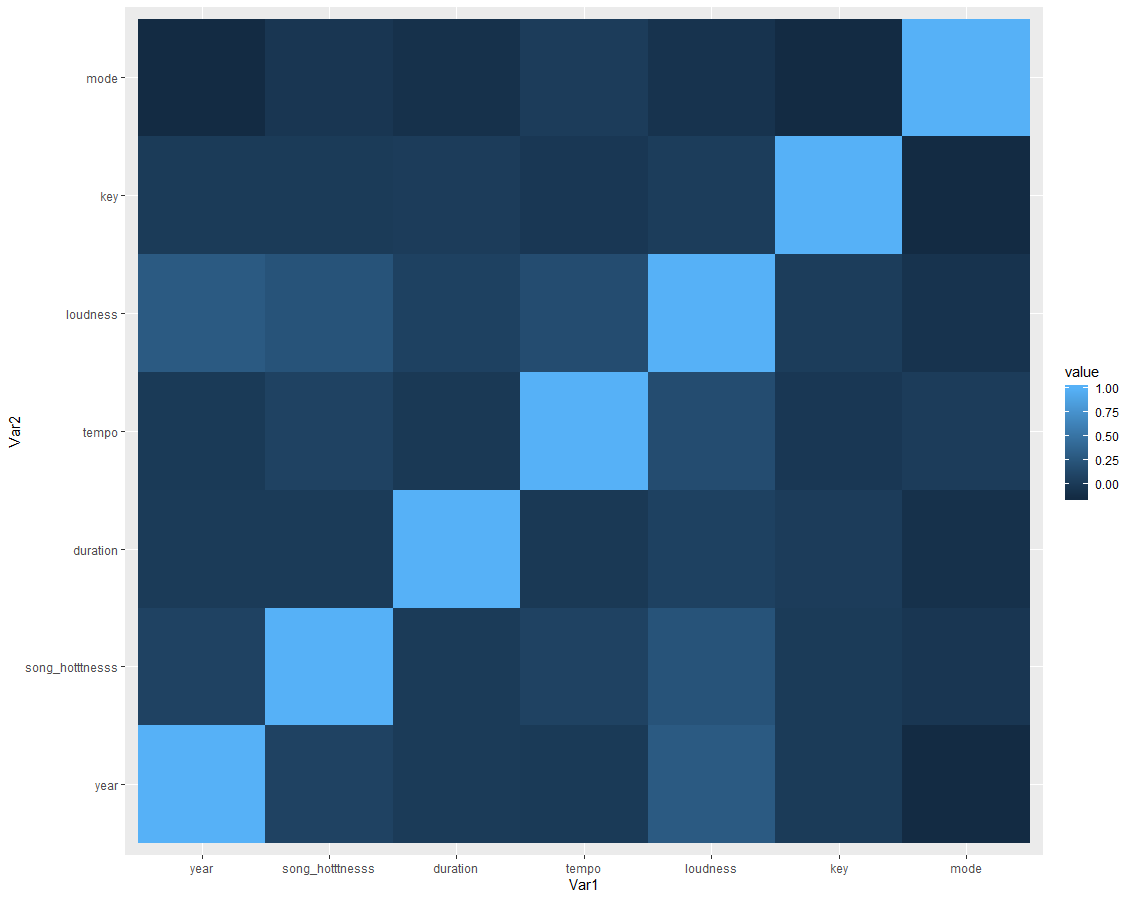 mode
key
loudness
tempo
duration
song_hotttnesss
year
Var2
year song_hotttnesss duration tempo loudness key mode
Var1
value
1.00
0.75
0.50
0.25
0.00